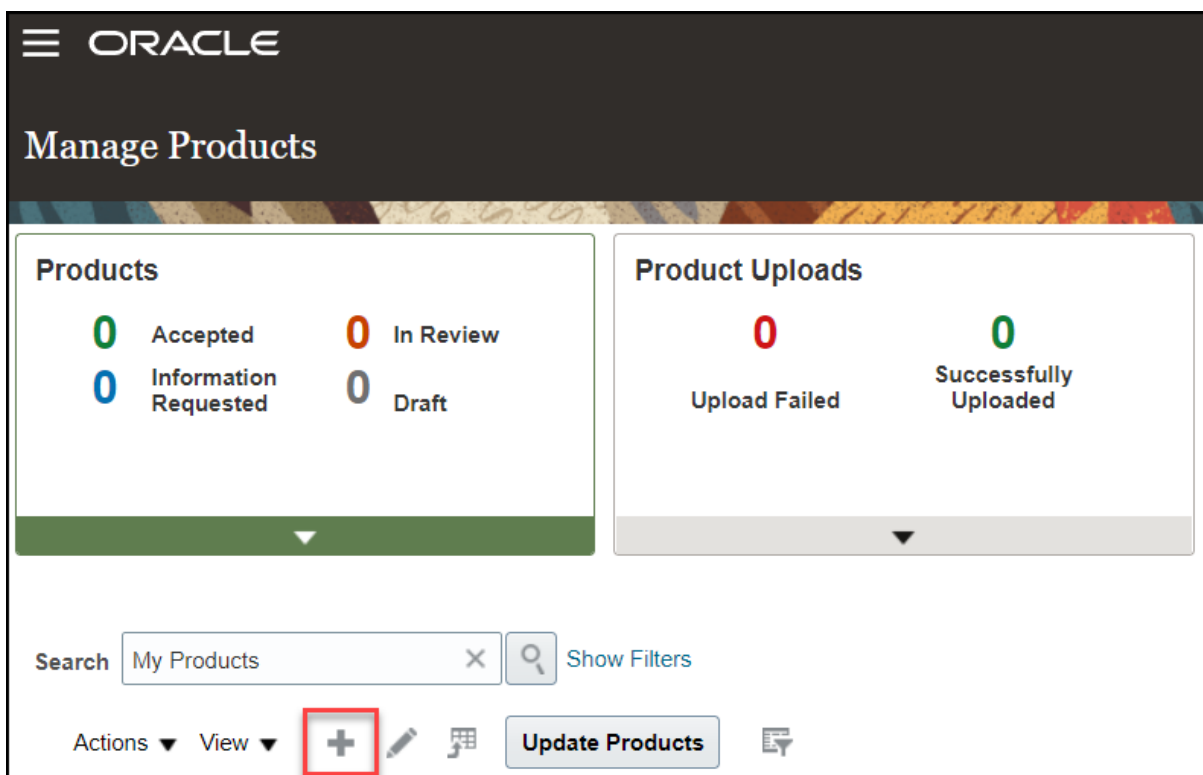 ORACLE
Manage Products
Products
0 Accepted 0 In Review
0 Information Requested 0 Draft
Product Uploads
0 Upload Failed
0 Successfully Uploaded
Search My Products Show Filters
Actions View Update Products